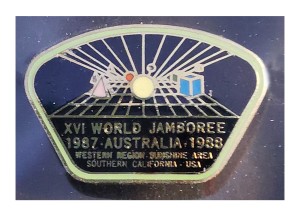 XVI WORLD JAMBOREE
1987·AUSTRALIA·1988
WESTERN REGION·SUNSHINE AREA
SOUTHERN CALIFORNIA·USA